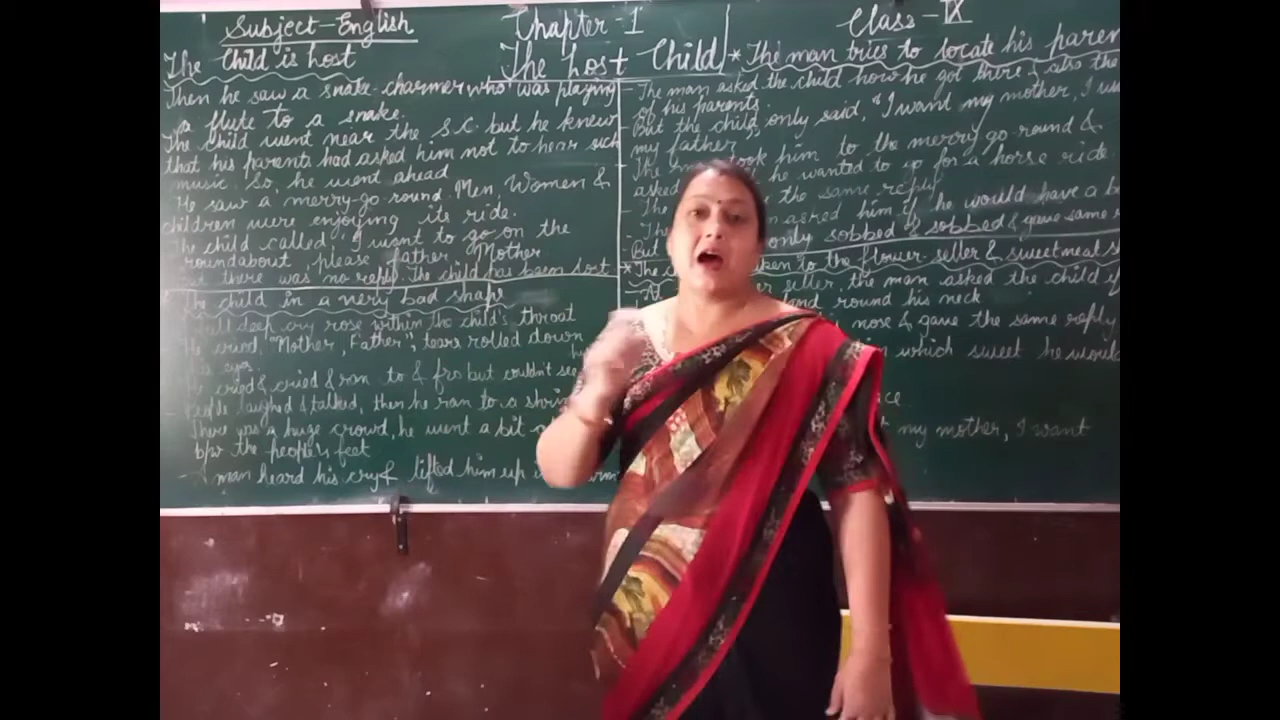 Subject-English
Chapter-1
Class-IX
The Lost Child
The Child is Lost
Then he saw a snake-charmer who was playing
a flute to a snake.
The child went near the S.C. but he knew
that his parents had asked him not to hear such
music. So, he went ahead
He saw a merry-go-round. Men, Women &
children were enjoying its ride.
The child called, I want to go on the
roundabout please, father, Mother
but there was no reply. The child has been lost
The child in a very bad shape
full deep cry rose within the child's throat
He cried, "Mother, Father", tears rolled down
his eyes
He cried & cried & ran to & fro but couldn't see
People laughed & talked, then he ran to a
There was a huge crowd, he went a bit
b/w the people's feet
man heard his cry & lifted him up
* The man tries to locate his paren
- The man asked the child how he got there & also the
of his parents.
- But the child only said, "I want my mother, I w
my father"
took him to the merry go-round &
asked he wanted to go for a horse ride.
the same reply
asked him if he would have a b
But only sobbed & sobbed & gave same
* The taken to the flower-seller & sweetmeat
seller, the man asked the child if
round his neck
nose & gave the same reply
which sweet he would
my mother, I want